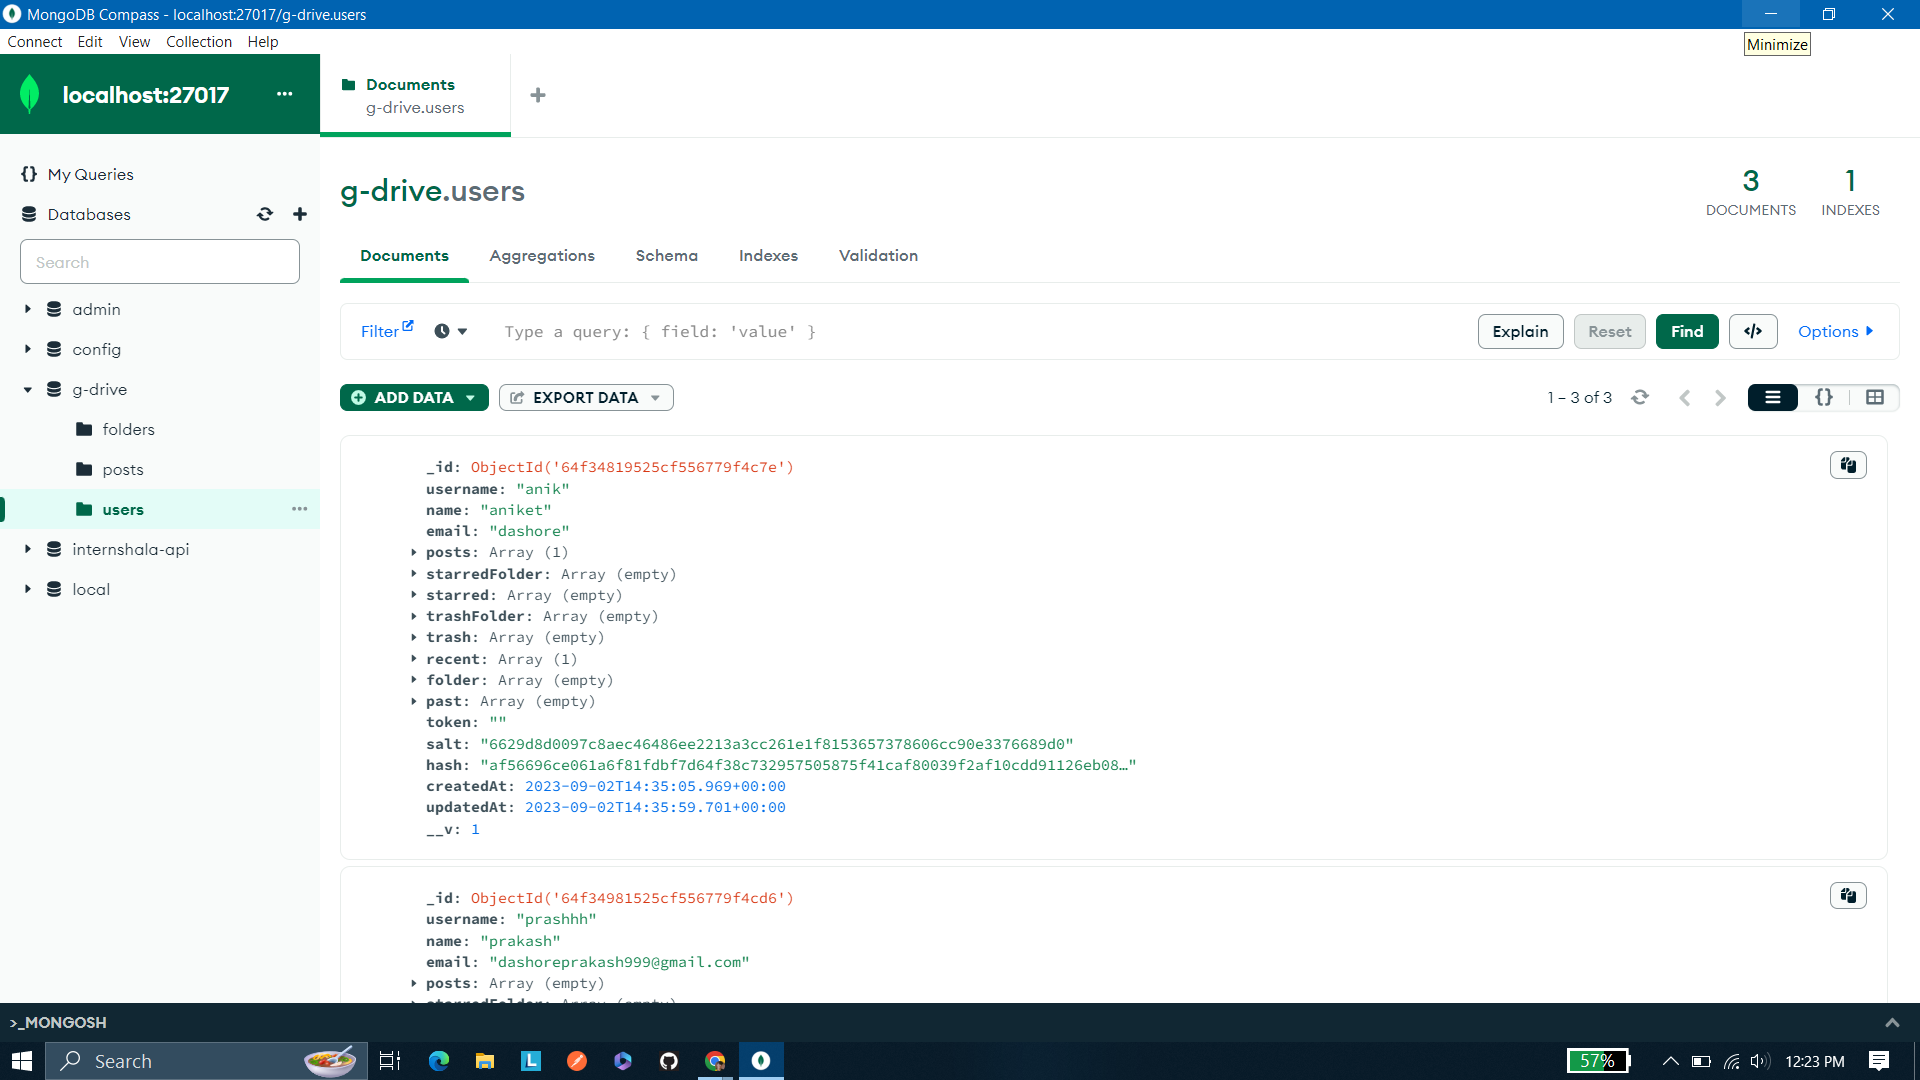 MongoDB Compass - localhost:27017/g-drive.users
Connect Edit View Collection Help
Minimize
localhost:27017 ...
Documents
g-drive.users
{} My Queries
Databases
Search
admin
config
g-drive
folders
posts
users
internshala-api
local
g-drive.users
3
DOCUMENTS
1
INDEXES
Documents Aggregations Schema Indexes Validation
Filter Type a query: { field: 'value' } Explain Reset Find </> Options
ADD DATA EXPORT DATA 1 – 3 of 3 {}
_id: ObjectId('64f34819525cf556779f4c7e')
username: "anik"
name: "aniket"
email: "dashore"
posts: Array (1)
starredFolder: Array (empty)
starred: Array (empty)
trashFolder: Array (empty)
trash: Array (empty)
recent: Array (1)
folder: Array (empty)
past: Array (empty)
token: ""
salt: "6629d8d0097c8aec46486ee2213a3cc261e1f8153657378606cc90e3376689d0"
hash: "af56696ce061a6f81fdbf7d64f38c732957505875f41caf80039f2af10cdd91126eb08…"
createdAt: 2023-09-02T14:35:05.969+00:00
updatedAt: 2023-09-02T14:35:59.701+00:00
__v: 1
_id: ObjectId('64f34981525cf556779f4cd6')
username: "prashhh"
name: "prakash"
email: "dashoreprakash999@gmail.com"
posts: Array (empty)
starredFolder: Array (empty)
>_MONGOSH
Search L 57% 12:23 PM